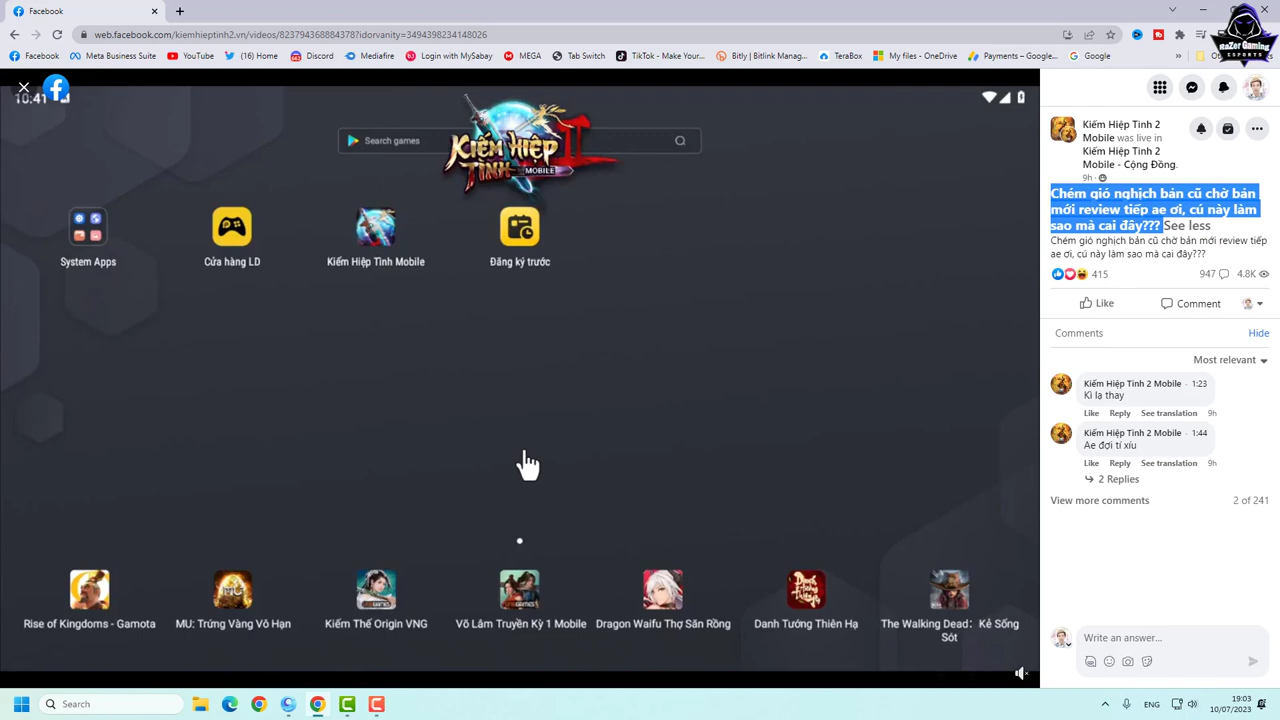 Facebook
RaZor Gaming
ESPORTS
web.facebook.com/kiemhieptinh2.vn/videos/823794368884378?idorvanity=3494398234148026
Facebook
Meta Business Suite
YouTube
(13) Home
Discord
Mediafire
Login with MySabay
Tab Switch
TikTok - Make Your...
Bitly | Bitlink Manag...
TeraBox
My files - OneDrive
Payments – Google...
Google
»
10:41
Search games
KIẾM HIỆP
TÌNH II
MOBILE
System Apps
Cửa hàng LD
Kiếm Hiệp Tình Mobile
Đăng ký trước
Rise of Kingdoms - Gamota
MU: Trứng Vàng Vô Hạn
Kiếm Thế Origin VNG
Võ Lâm Truyền Kỳ 1 Mobile
Dragon Waifu Thợ Săn Rồng
Danh Tướng Thiên Hạ
The Walking Dead: Kẻ Sống
Sót
Kiếm Hiệp Tình 2
Mobile was live in
Kiếm Hiệp Tình 2
Mobile - Cộng Đồng.
9h
Chém gió nghịch bản cũ chờ bản
mới review tiếp ae ơi, cú này làm
sao mà cai đây??? See less
Chém gió nghịch bản cũ chờ bản mới review tiếp
ae ơi, cú này làm sao mà cai đây???
415
947
4.8K
Like
Comment
Comments
Hide
Most relevant
Kiếm Hiệp Tình 2 Mobile · 1:23
Kì lạ thay
Like Reply See translation 9h
Kiếm Hiệp Tình 2 Mobile · 1:44
Ae đợi tí xíu
Like Reply See translation 9h
2 Replies
View more comments
2 of 241
Write an answer...
Search
ENG
19:03
10/07/2023